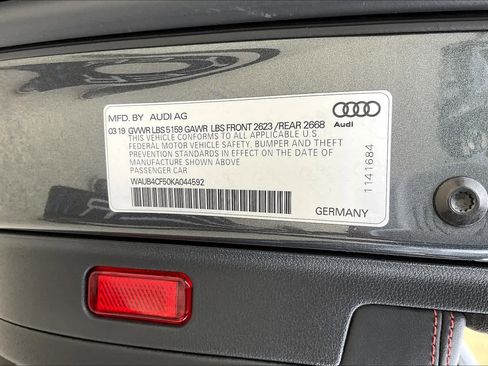 MFD. BY AUDI AG
03 19 GVWR LBS 5159 GAWR LBS FRONT 2623 /REAR 2668
THIS VEHICLE CONFORMS TO ALL APPLICABLE U.S.
FEDERAL MOTOR VEHICLE SAFETY, BUMPER AND THEFT
PREVENTION STANDARDS IN EFFECT ON THE DATE OF
MANUFACTURE SHOWN ABOVE
PASSENGER CAR
WAUB4CF50KA044592
Audi
1141684
GERMANY